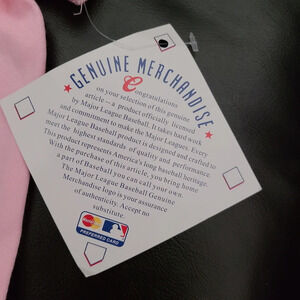 ★ GENUINE MERCHANDISE ★
Congratulations
on your selection of this genuine
article — a product officially licensed
by Major League Baseball. It takes hard work
and commitment to make the Major Leagues. Every
Major League Baseball product is designed and crafted to
meet the highest standards of quality and performance.
This product represents America's long baseball heritage.
With the purchase of this article, you bring home
a part of Baseball you can call your own.
The Major League Baseball Genuine
Merchandise logo is your assurance
of authenticity. Accept no
substitute.
MasterCard
PREFERRED CARD